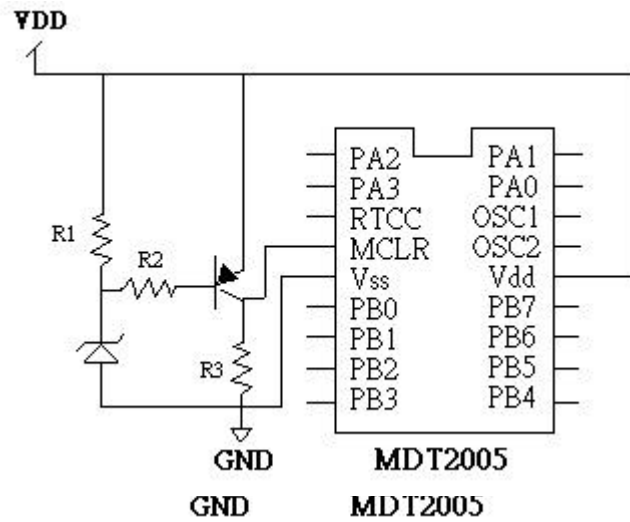 VDD
R1
R2
R3
PA2 PA1
PA3 PA0
RTCC OSC1
MCLR OSC2
Vss Vdd
PB0 PB7
PB1 PB6
PB2 PB5
PB3 PB4
GND MDT2005
GND MDT2005